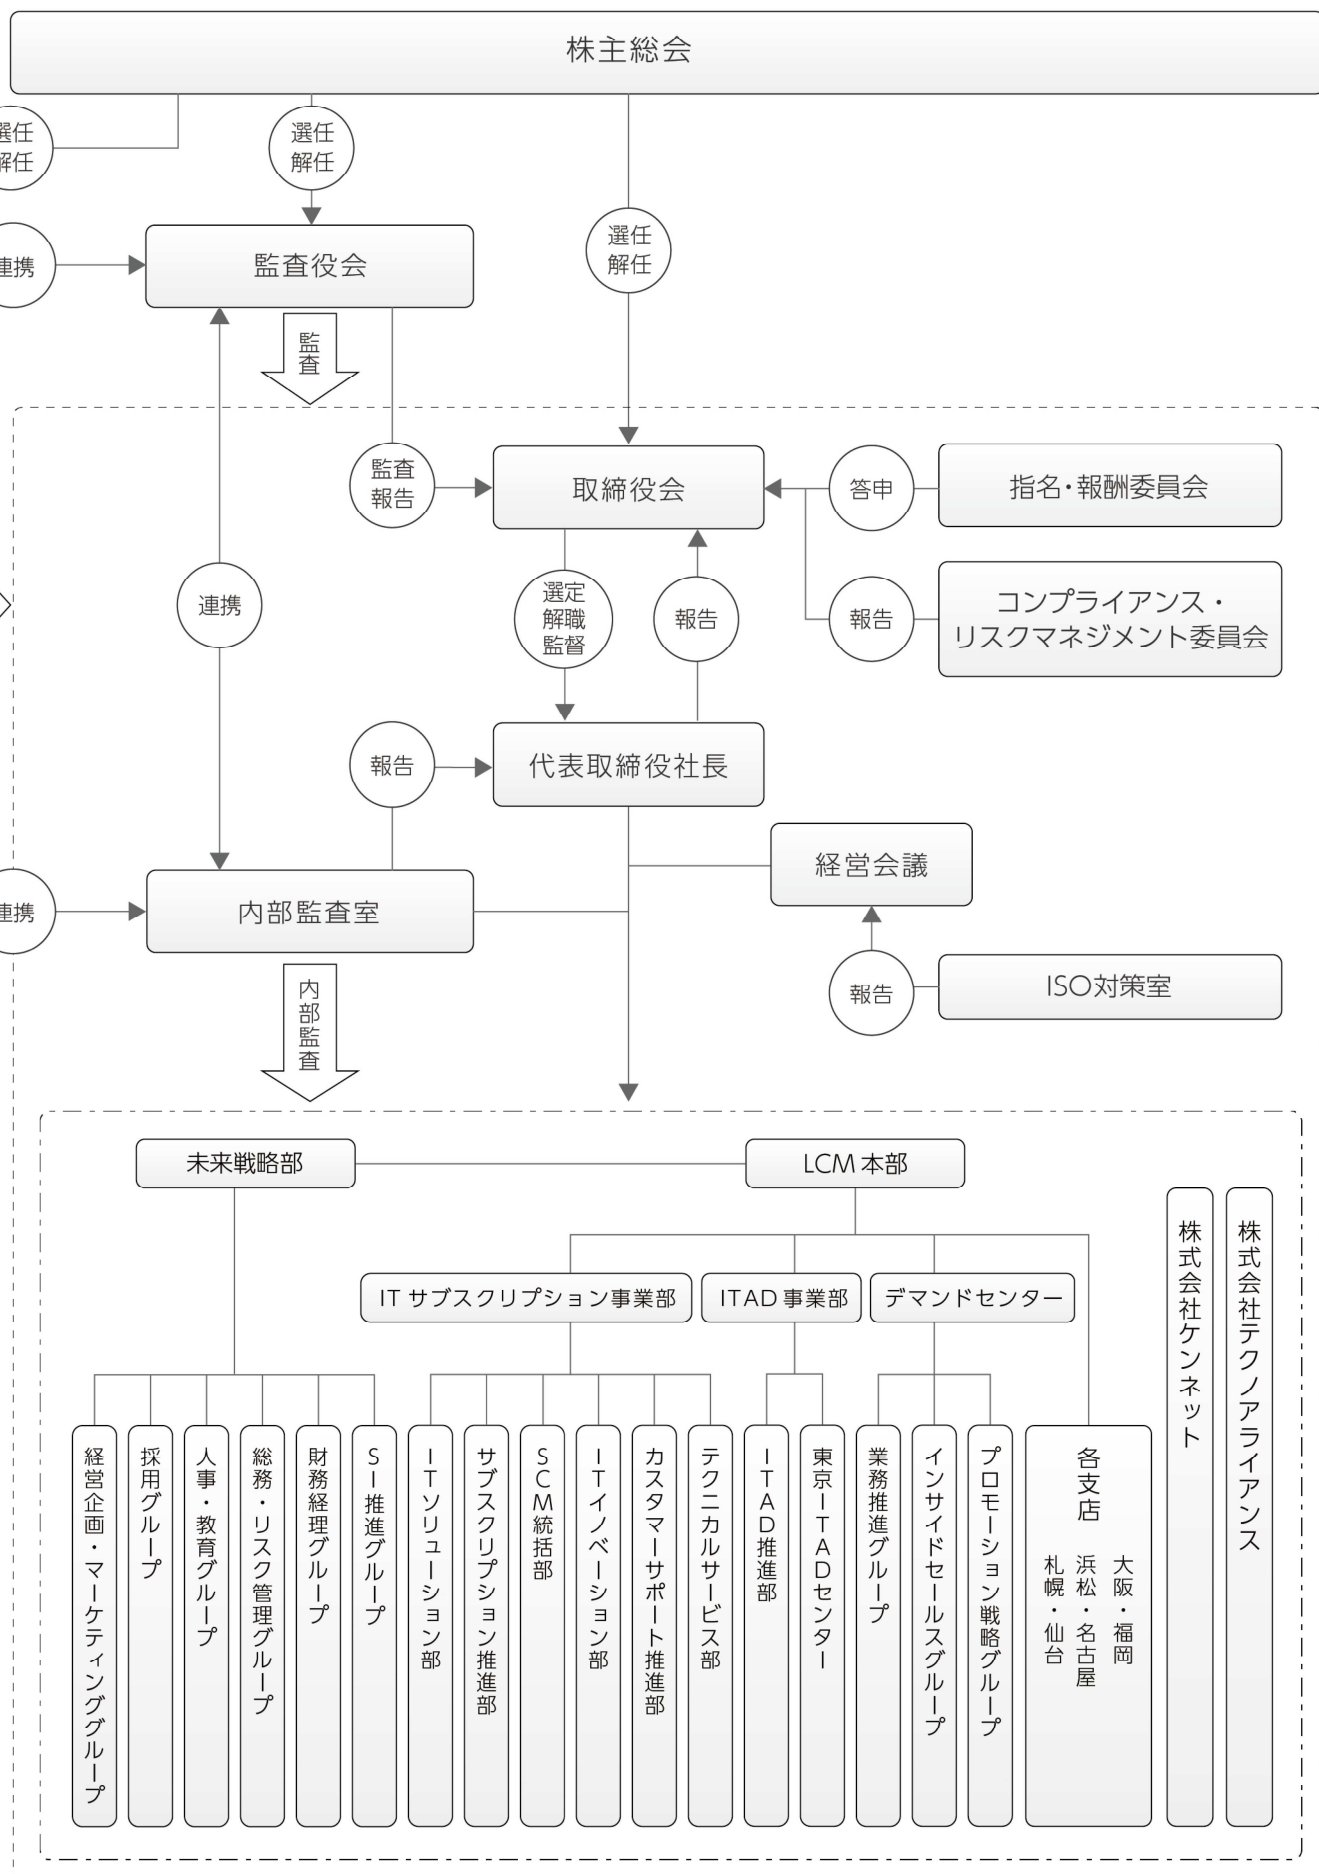 株主総会
選任
解任
選任
解任
選任
解任
連携
監査役会
監査
監査
報告
取締役会
答申
指名・報酬委員会
連携
選定
解職
監督
報告
報告
コンプライアンス・
リスクマネジメント委員会
報告
代表取締役社長
経営会議
連携
内部監査室
報告
ISO対策室
内部監査
未来戦略部
LCM 本部
IT サブスクリプション事業部
ITAD 事業部
デマンドセンター
経営企画・マーケティンググループ
採用グループ
人事・教育グループ
総務・リスク管理グループ
財務経理グループ
SI推進グループ
ITソリューション部
サブスクリプション推進部
SCM統括部
ITイノベーション部
カスタマーサポート推進部
テクニカルサービス部
ITAD推進部
東京ITADセンター
業務推進グループ
インサイドセールスグループ
プロモーション戦略グループ
各支店
大阪・福岡
浜松・名古屋
札幌・仙台
株式会社ケンネット
株式会社テクノアライアンス